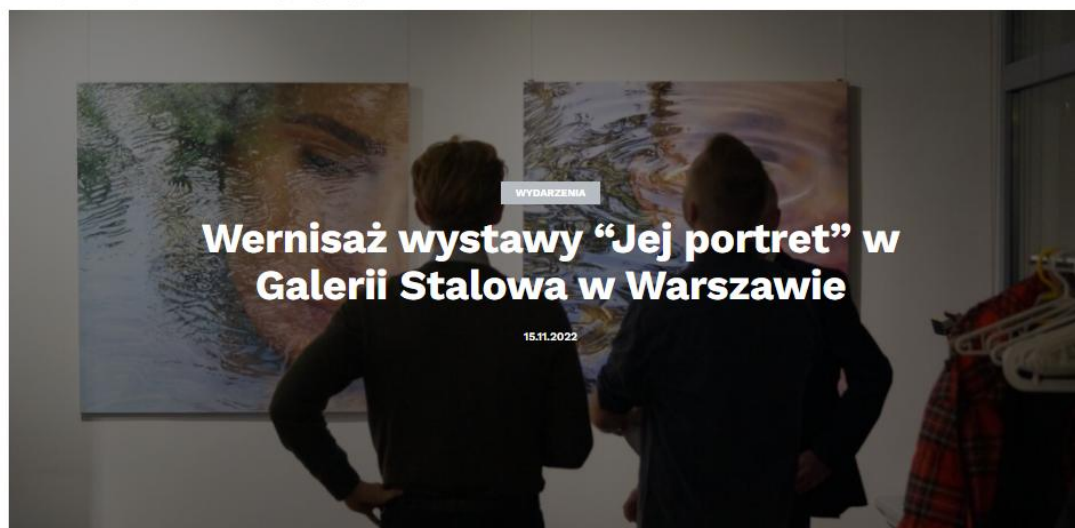 WYDARZENIA
Wernisaż wystawy “Jej portret” w
Galerii Stalowa w Warszawie
15.11.2022